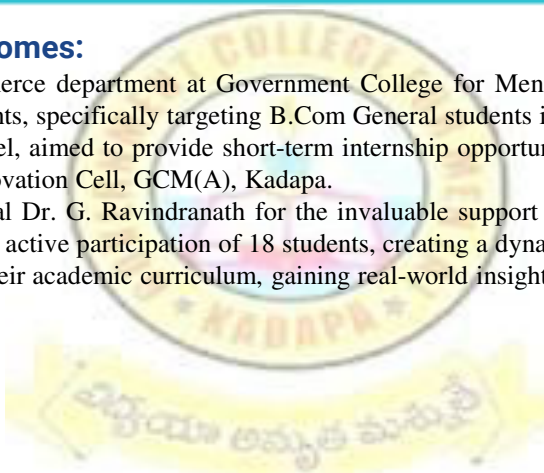 omes:
erce department at Government College for Men
nts, specifically targeting B.Com General students i
el, aimed to provide short-term internship opportur
ovation Cell, GCM(A), Kadapa.
al Dr. G. Ravindranath for the invaluable support
active participation of 18 students, creating a dyna
eir academic curriculum, gaining real-world insight
COLLEGE
KADAPA
విద్యయా అమృత మశ్నుతే